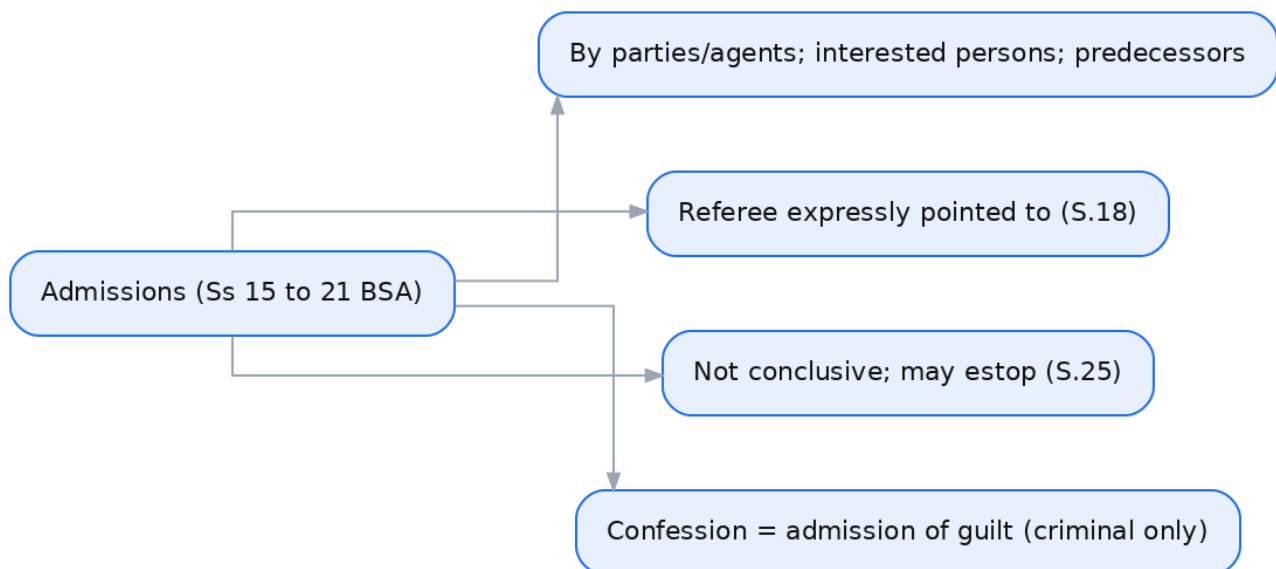 By parties/agents; interested persons; predecessors
Referee expressly pointed to (S.18)
Admissions (Ss 15 to 21 BSA)
Not conclusive; may estop (S.25)
Confession = admission of guilt (criminal only)